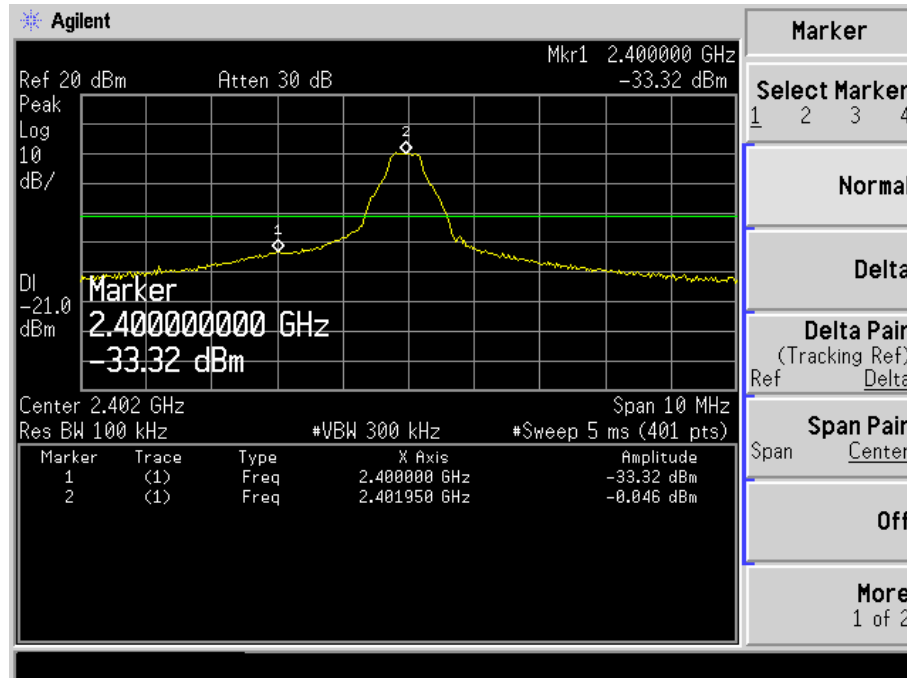 Agilent
Mkr1 2.400000 GHz
Ref 20 dBm Atten 30 dB -33.32 dBm
Peak
Log
10
dB/
2
1
DI
-21.0
dBm
Marker
2.400000000 GHz
-33.32 dBm
Center 2.402 GHz Span 10 MHz
Res BW 100 kHz #VBW 300 kHz #Sweep 5 ms (401 pts)
Marker Trace Type X Axis Amplitude
1 (1) Freq 2.400000 GHz -33.32 dBm
2 (1) Freq 2.401950 GHz -0.046 dBm
Marker
Select Marker
1 2 3 4
Normal
Delta
Delta Pair
(Tracking Ref)
Ref Delta
Span Pair
Span Center
Off
More
1 of 2